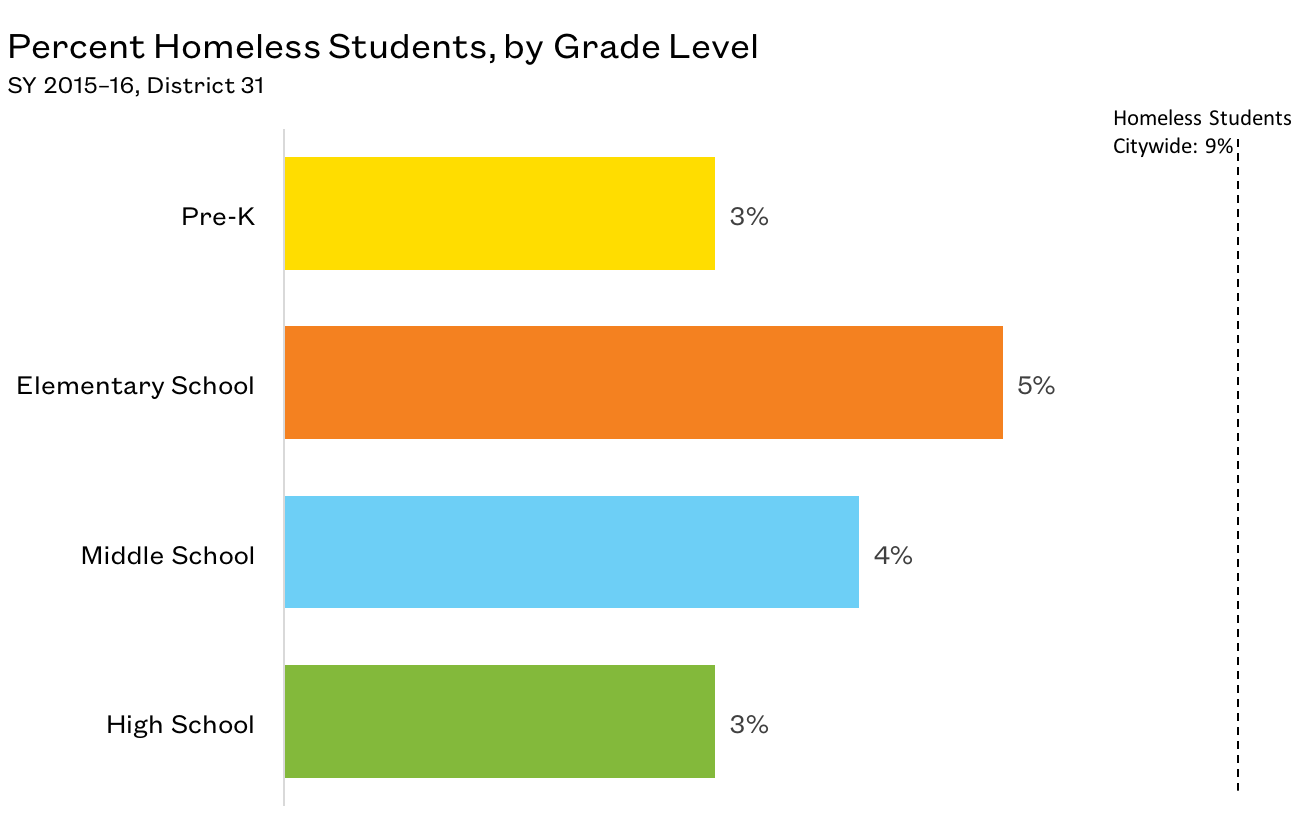 Percent Homeless Students, by Grade Level
SY 2015–16, District 31
Homeless Students
Citywide: 9%
Pre-K
3%
Elementary School
5%
Middle School
4%
High School
3%